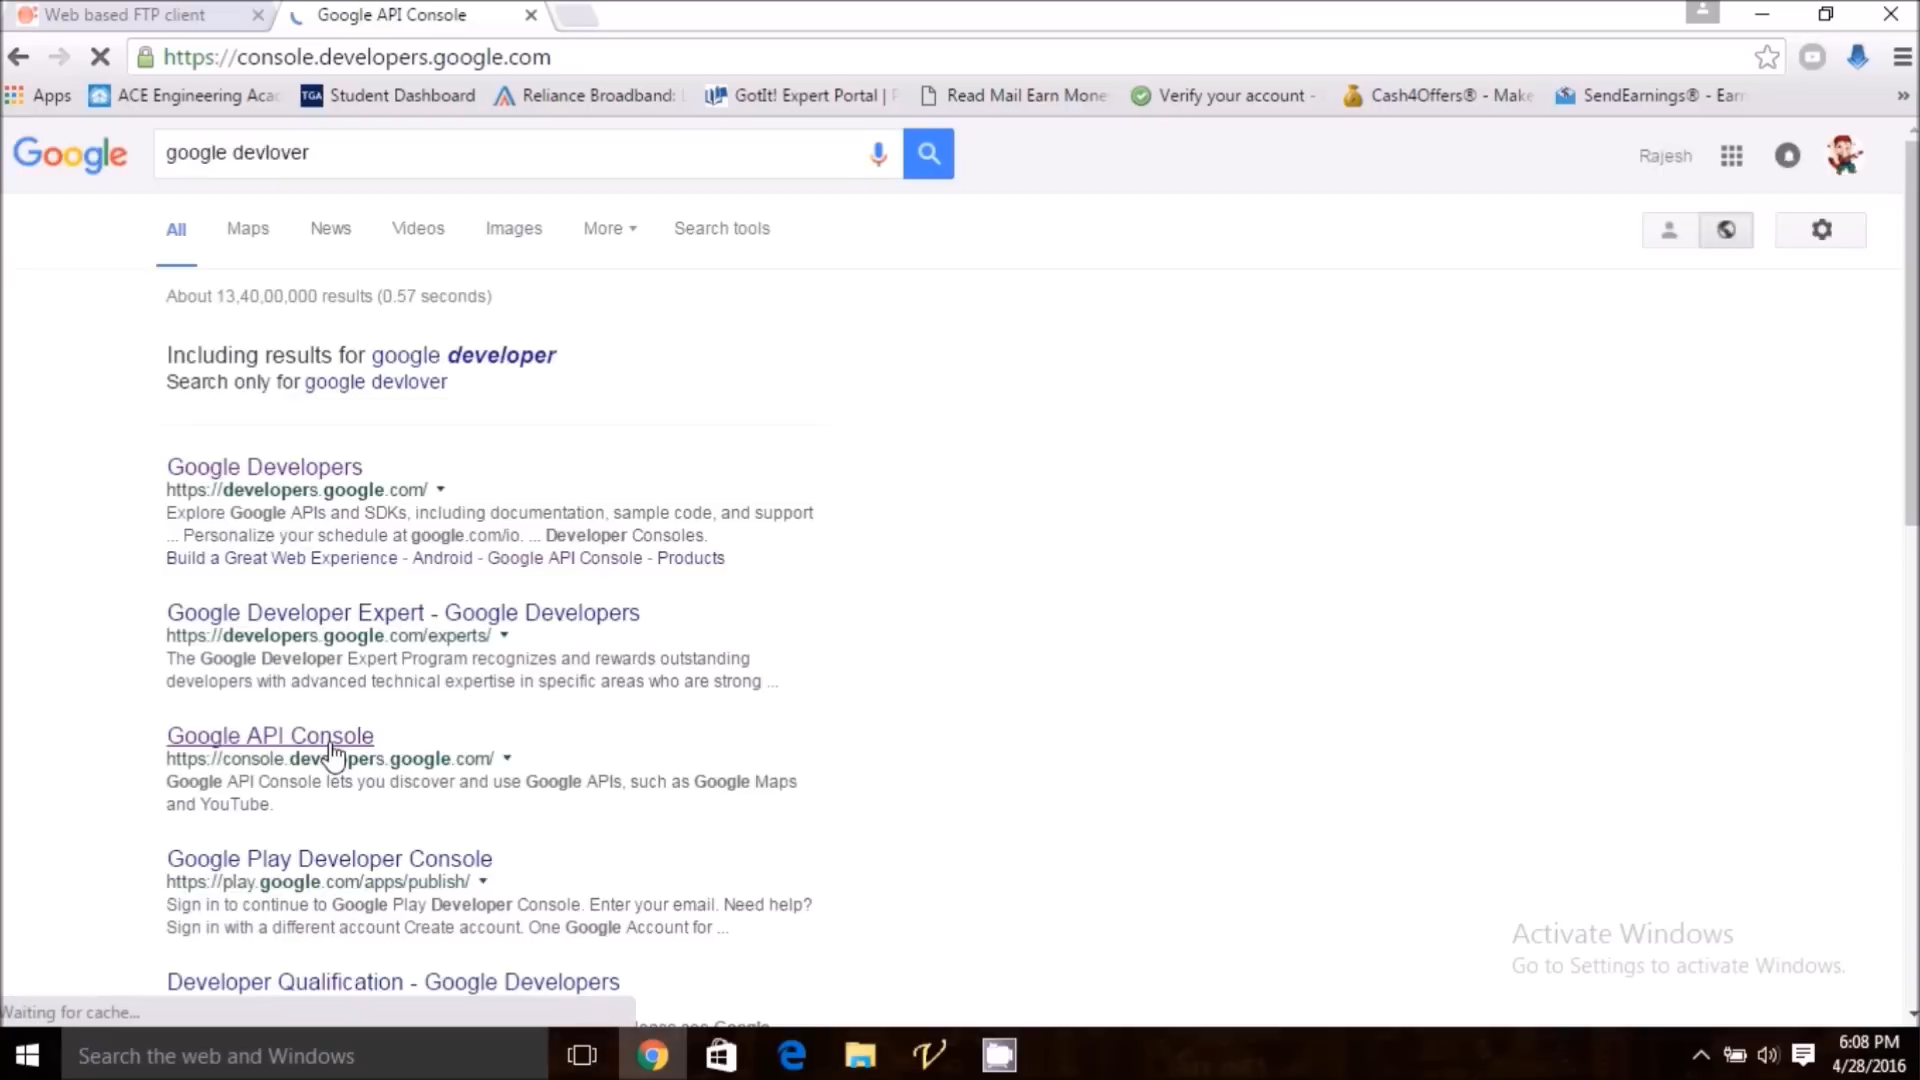 Web based FTP client
Google API Console
https://console.developers.google.com
Apps
ACE Engineering Aca
TGA
Student Dashboard
Reliance Broadband:
GotIt! Expert Portal |
Read Mail Earn Mone
Verify your account -
Cash4Offers® - Make
SendEarnings® - Earn
»
Google
google devlover
Rajesh
All
Maps
News
Videos
Images
More
Search tools
About 13,40,00,000 results (0.57 seconds)
Including results for google developer
Search only for google devlover
Google Developers
https://developers.google.com/
Explore Google APIs and SDKs, including documentation, sample code, and support
... Personalize your schedule at google.com/io. ... Developer Consoles.
Build a Great Web Experience - Android - Google API Console - Products
Google Developer Expert - Google Developers
https://developers.google.com/experts/
The Google Developer Expert Program recognizes and rewards outstanding
developers with advanced technical expertise in specific areas who are strong ...
Google API Console
https://console.developers.google.com/
Google API Console lets you discover and use Google APIs, such as Google Maps
and YouTube.
Google Play Developer Console
https://play.google.com/apps/publish/
Sign in to continue to Google Play Developer Console. Enter your email. Need help?
Sign in with a different account Create account. One Google Account for ...
Developer Qualification - Google Developers
Waiting for cache...
Activate Windows
Go to Settings to activate Windows.
Search the web and Windows
6:08 PM
4/28/2016